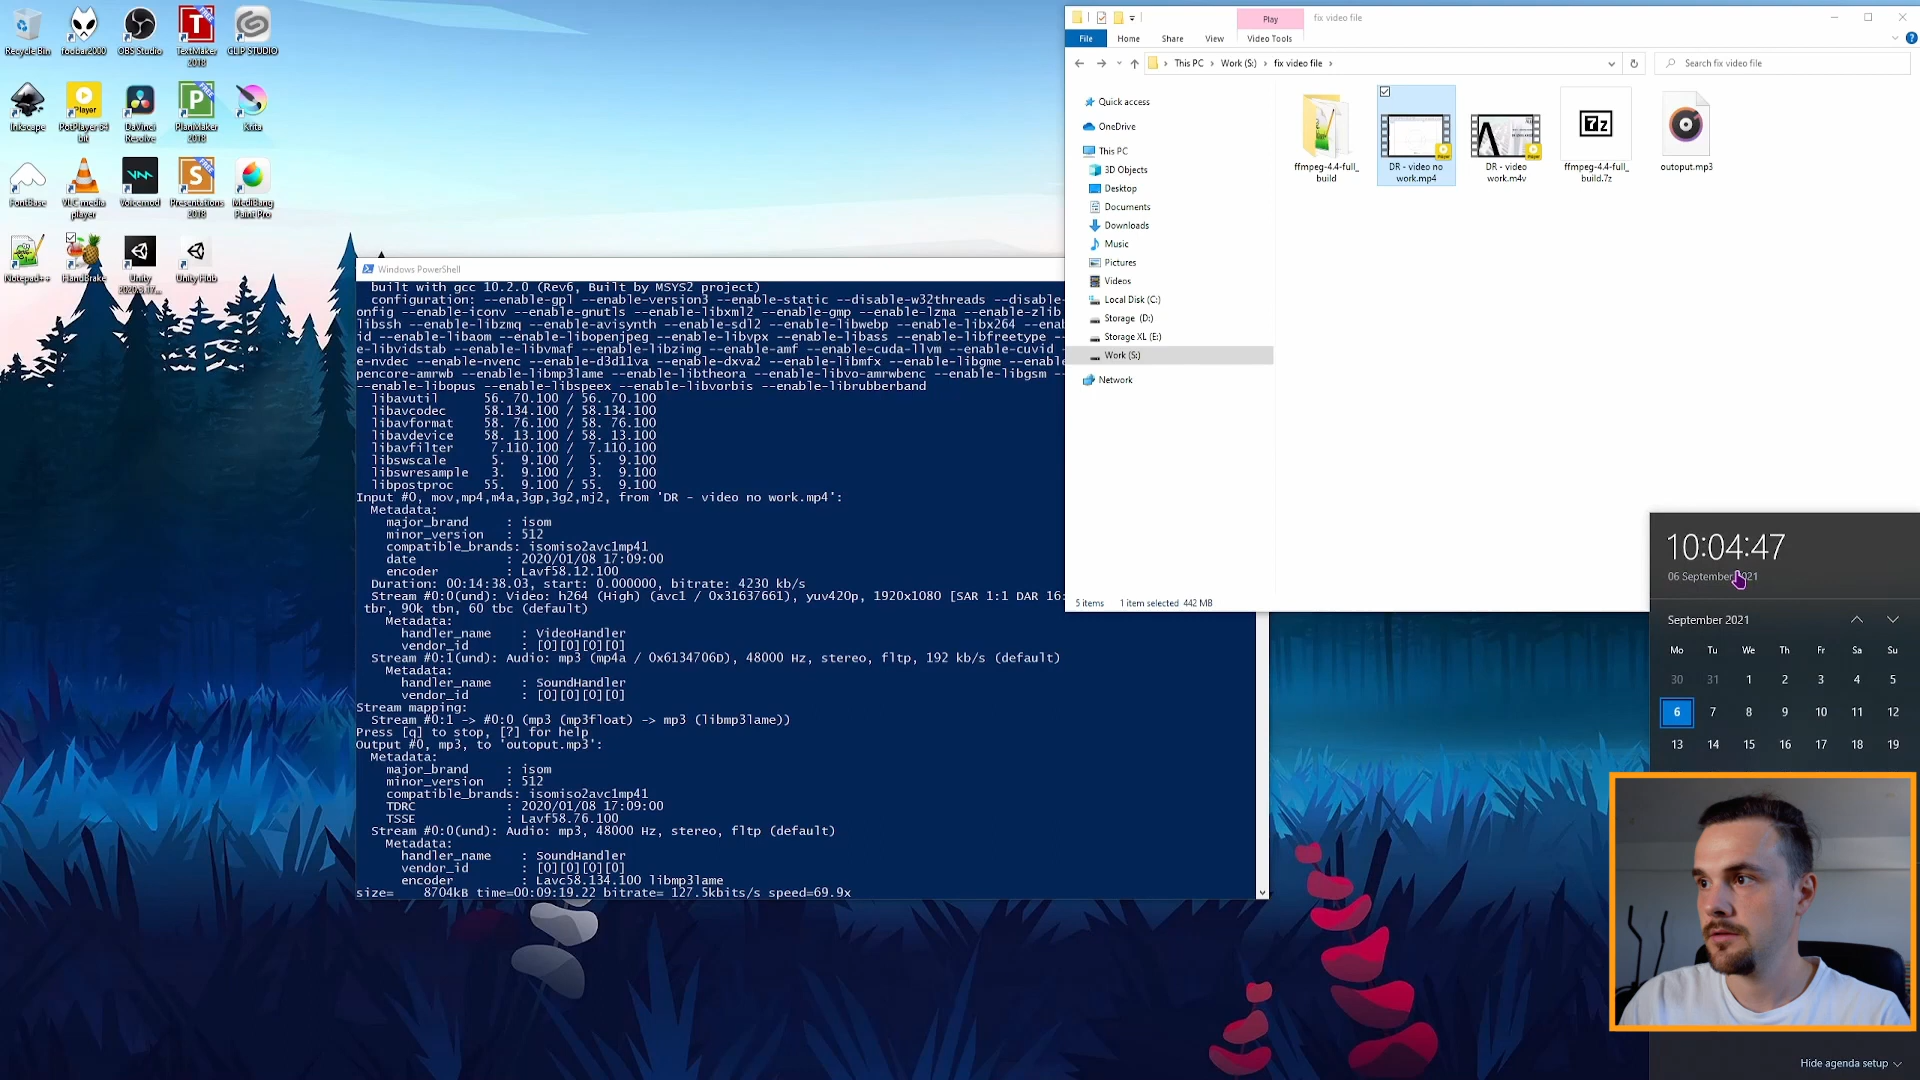 Recycle Bin
foobar2000
OBS Studio
TextMaker 2018
CLIP STUDIO
Inkscape
PotPlayer 64 bit
DaVinci Resolve
PlanMaker 2018
Krita
FontBase
VLC media player
Voicemod
Presentations 2018
MediBang Paint Pro
Notepad++
HandBrake
Unity
Unity Hub
Windows PowerShell
built with gcc 10.2.0 (Rev6, Built by MSYS2 project)
configuration: --enable-gpl --enable-version3 --enable-static --disable-w32threads --disable-
onfig --enable-iconv --enable-gnutls --enable-libxml2 --enable-gmp --enable-lzma --enable-zlib
libssh --enable-libzmq --enable-avisynth --enable-sdl2 --enable-libwebp --enable-libx264 --enab
id --enable-libaom --enable-libopenjpeg --enable-libvpx --enable-libass --enable-libfreetype --
e-libvidstab --enable-libvmaf --enable-libzimg --enable-amf --enable-cuda-llvm --enable-cuvid -
e-nvdec --enable-nvenc --enable-d3d11va --enable-dxva2 --enable-libmfx --enable-libgme --enable
pencore-amrwb --enable-libmp3lame --enable-libtheora --enable-libvo-amrwbenc --enable-libgsm --
--enable-libopus --enable-libspeex --enable-libvorbis --enable-librubberband
libavutil 56. 70.100 / 56. 70.100
libavcodec 58.134.100 / 58.134.100
libavformat 58. 76.100 / 58. 76.100
libavdevice 58. 13.100 / 58. 13.100
libavfilter 7.110.100 / 7.110.100
libswscale 5. 9.100 / 5. 9.100
libswresample 3. 9.100 / 3. 9.100
libpostproc 55. 9.100 / 55. 9.100
Input #0, mov,mp4,m4a,3gp,3g2,mj2, from 'DR - video no work.mp4':
Metadata:
major_brand : isom
minor_version : 512
compatible_brands: isomiso2avc1mp41
date : 2020/01/08 17:09:00
encoder : Lavf58.12.100
Duration: 00:14:38.03, start: 0.000000, bitrate: 4230 kb/s
Stream #0:0(und): Video: h264 (High) (avc1 / 0x31637661), yuv420p, 1920x1080 [SAR 1:1 DAR 16:
tbr, 90k tbn, 60 tbc (default)
Metadata:
handler_name : VideoHandler
vendor_id : [0][0][0][0]
Stream #0:1(und): Audio: mp3 (mp4a / 0x6134706D), 48000 Hz, stereo, fltp, 192 kb/s (default)
Metadata:
handler_name : SoundHandler
vendor_id : [0][0][0][0]
Stream mapping:
Stream #0:1 -> #0:0 (mp3 (mp3float) -> mp3 (libmp3lame))
Press [q] to stop, [?] for help
Output #0, mp3, to 'outoput.mp3':
Metadata:
major_brand : isom
minor_version : 512
compatible_brands: isomiso2avc1mp41
TDRC : 2020/01/08 17:09:00
TSSE : Lavf58.76.100
Stream #0:0(und): Audio: mp3, 48000 Hz, stereo, fltp (default)
Metadata:
handler_name : SoundHandler
vendor_id : [0][0][0][0]
encoder : Lavc58.134.100 libmp3lame
size= 8704kB time=00:09:19.22 bitrate= 127.5kbits/s speed=69.9x
Play
fix video file
File
Home
Share
View
Video Tools
This PC > Work (S:) > fix video file >
Search fix video file
Quick access
OneDrive
This PC
3D Objects
Desktop
Documents
Downloads
Music
Pictures
Videos
Local Disk (C:)
Storage (D:)
Storage XL (E:)
Work (S:)
Network
ffmpeg-4.4-full_build
DR - video no work.mp4
DR - video work.m4v
7z
ffmpeg-4.4-full_build.7z
outoput.mp3
5 items 1 item selected 442 MB
10:04:47
06 September 2021
September 2021
Mo Tu We Th Fr Sa Su
30 31 1 2 3 4 5
6 7 8 9 10 11 12
13 14 15 16 17 18 19
Hide agenda setup